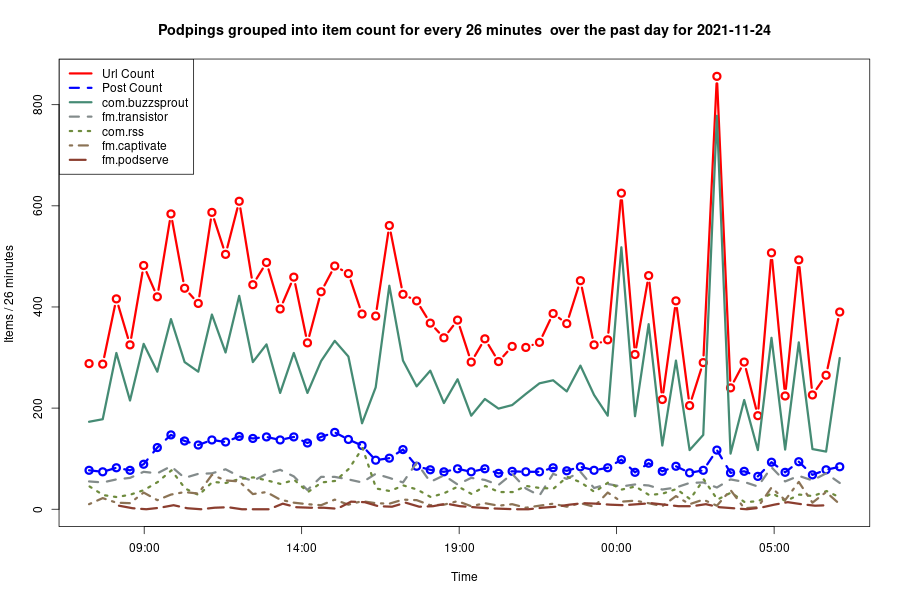 Podpings grouped into item count for every 26 minutes  over the past day for 2021-11-24
Url Count
Post Count
com.buzzsprout
fm.transistor
com.rss
fm.captivate
fm.podserve
Items / 26 minutes
800
600
400
200
0
09:00
14:00
19:00
00:00
05:00
Time